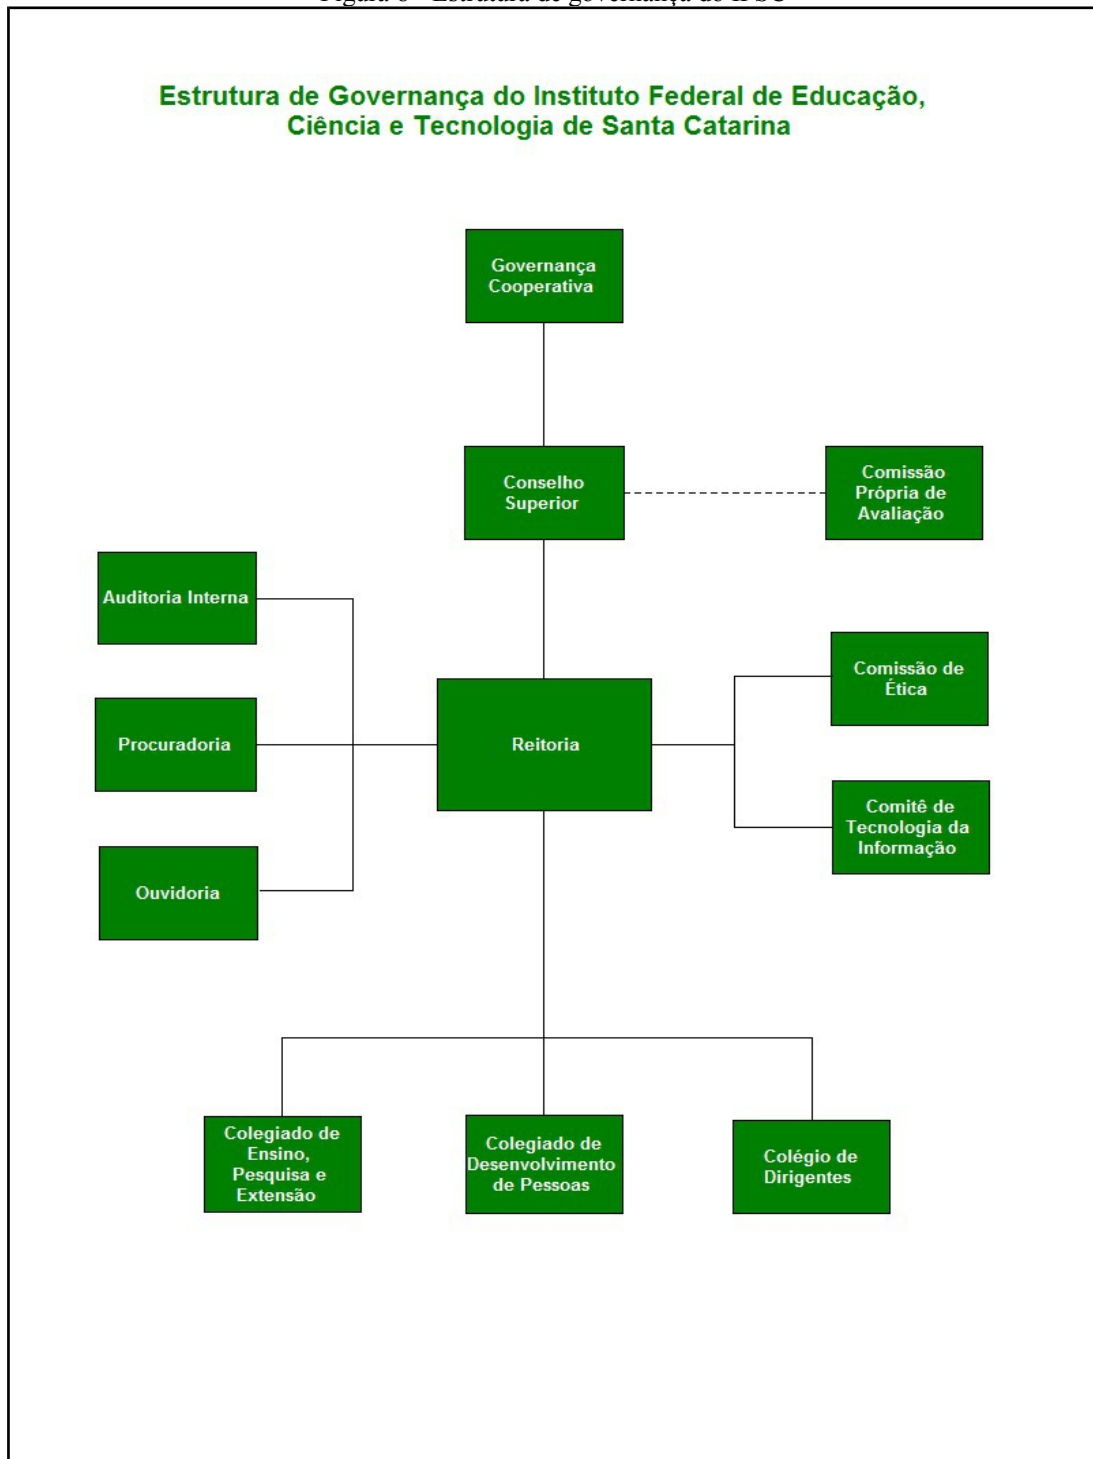 Estrutura de Governança do Instituto Federal de Educação,
Ciência e Tecnologia de Santa Catarina
Governança
Cooperativa
Conselho
Superior
Comissão
Própria de
Avaliação
Auditoria Interna
Comissão de
Ética
Procuradoria
Reitoria
Comitê de
Tecnologia da
Informação
Ouvidoria
Colegiado de
Ensino,
Pesquisa e
Extensão
Colegiado de
Desenvolvimento
de Pessoas
Colégio de
Dirigentes